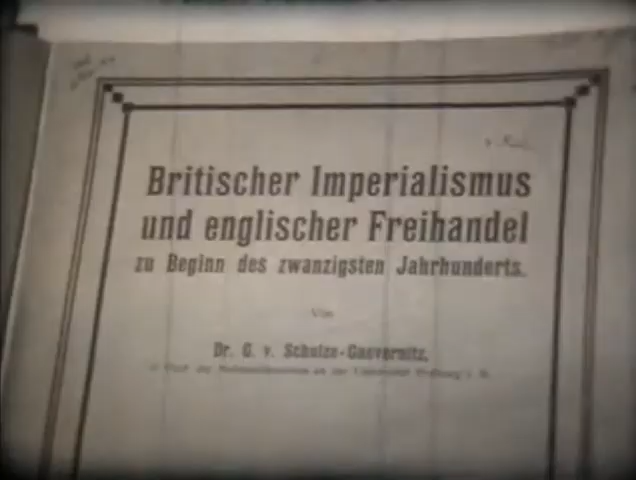 Britischer Imperialismus
und englischer Freihandel
zu Beginn des zwanzigsten Jahrhunderts.
Von
Dr. G. v. Schulze-Gaevernitz,